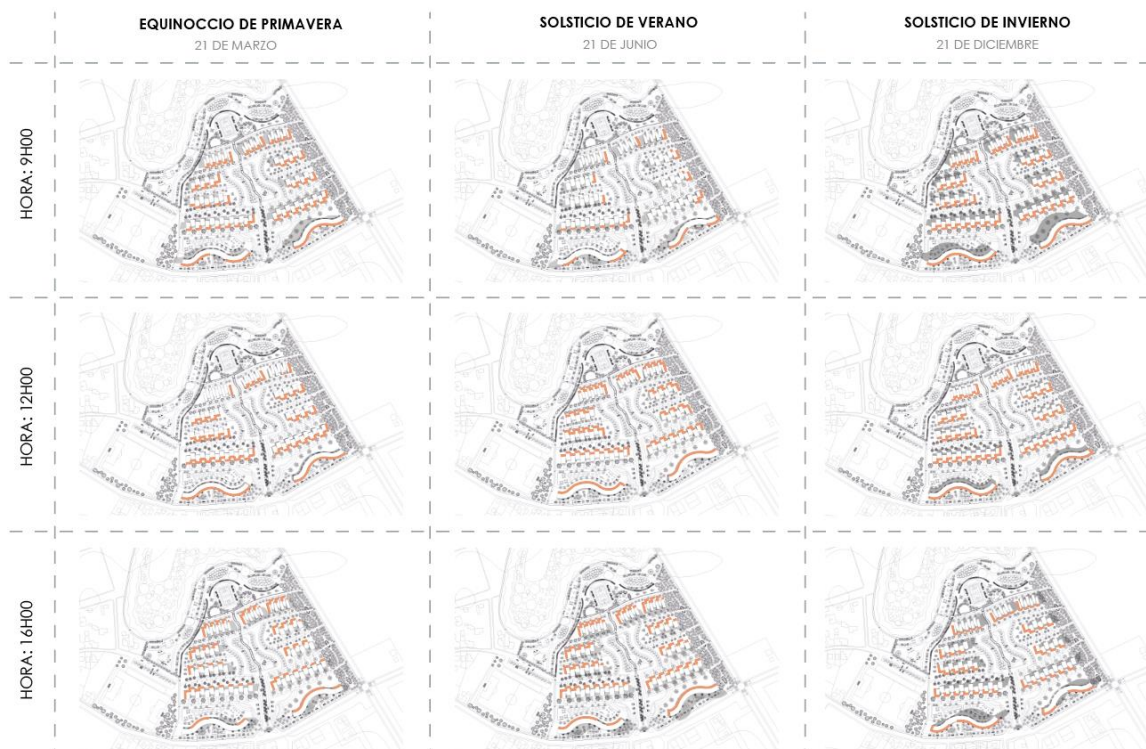 EQUINOCCIO DE PRIMAVERA
21 DE MARZO
SOLSTICIO DE VERANO
21 DE JUNIO
SOLSTICIO DE INVIERNO
21 DE DICIEMBRE
HORA: 9H00
HORA: 12H00
HORA: 16H00